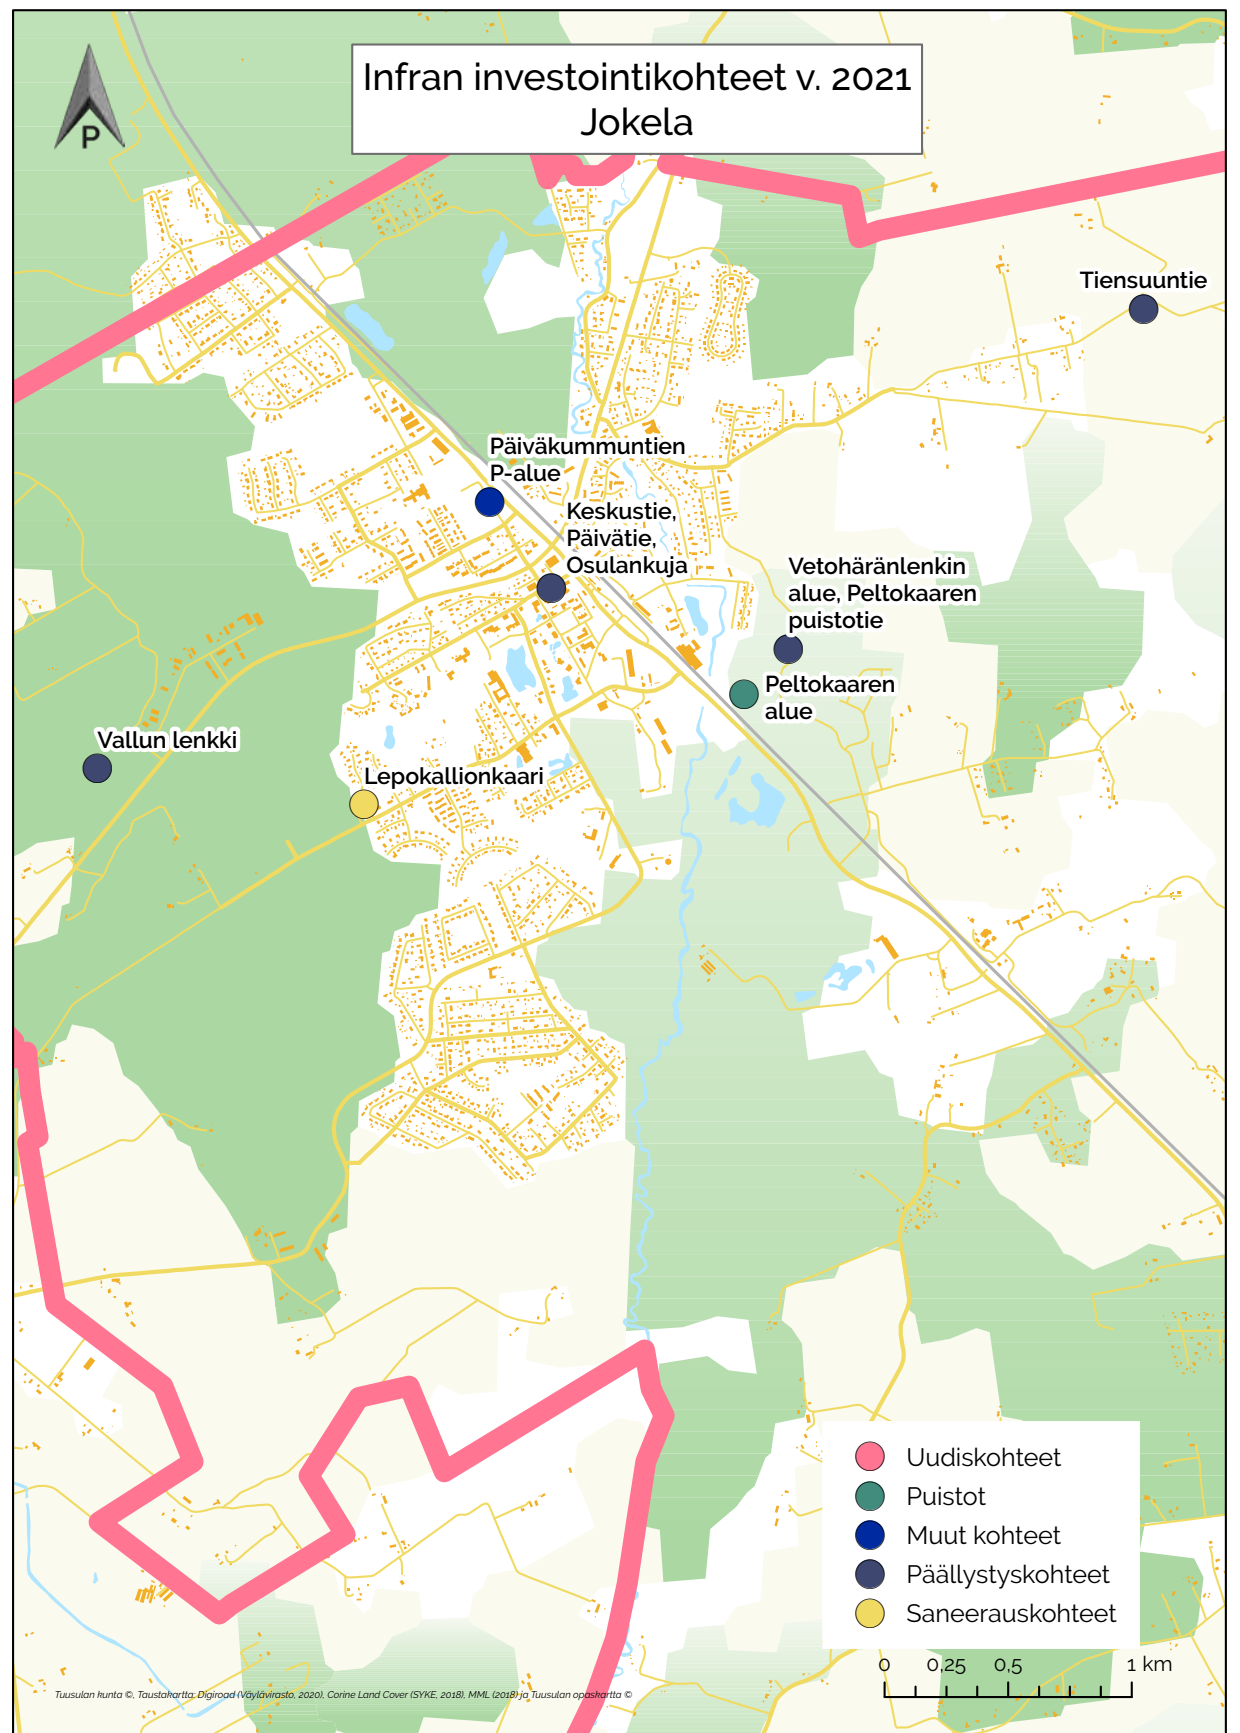 Infran investointikohteet v. 2021
Jokela
P
Tiensuuntie
Päiväkummuntien
P-alue
Keskustie,
Päivätie,
Osulankuja
Vetohäränlenkin
alue, Peltokaaren
puistotie
Peltokaaren
alue
Vallun lenkki
Lepokallionkaari
Uudiskohteet
Puistot
Muut kohteet
Päällystyskohteet
Saneerauskohteet
0 0,25 0,5 1 km
Tuusulan kunta ©, Taustakartta: Digiroad (Väylävirasto, 2020), Corine Land Cover (SYKE, 2018), MML (2018) ja Tuusulan opaskartta ©